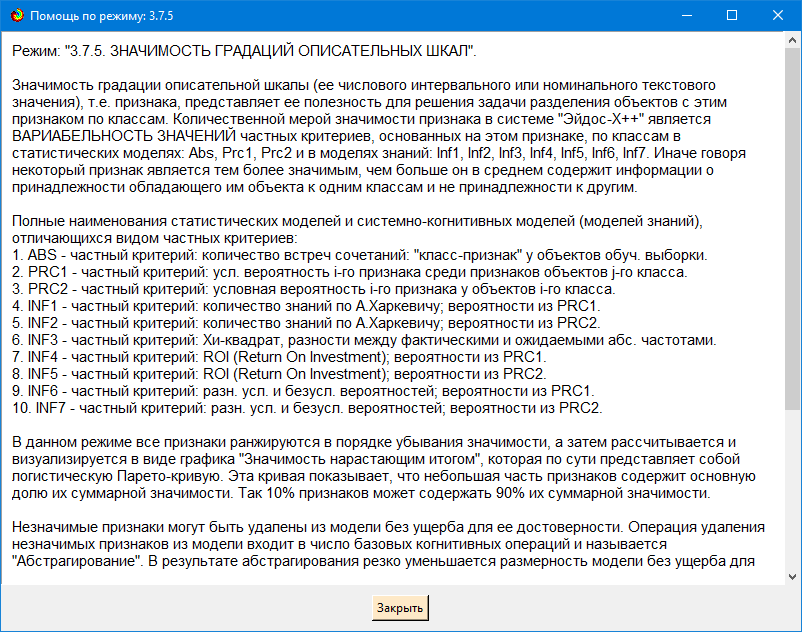 Помощь по режиму: 3.7.5
Режим: "3.7.5. ЗНАЧИМОСТЬ ГРАДАЦИЙ ОПИСАТЕЛЬНЫХ ШКАЛ".
Значимость градации описательной шкалы (ее числового интервального или номинального текстового
значения), т.е. признака, представляет ее полезность для решения задачи разделения объектов с этим
признаком по классам. Количественной мерой значимости признака в системе "Эйдос-Х++" является
ВАРИАБЕЛЬНОСТЬ ЗНАЧЕНИЙ частных критериев, основанных на этом признаке, по классам в
статистических моделях: Abs, Prc1, Prc2 и в моделях знаний: Inf1, Inf2, Inf3, Inf4, Inf5, Inf6, Inf7. Иначе говоря
некоторый признак является тем более значимым, чем больше он в среднем содержит информации о
принадлежности обладающего им объекта к одним классам и не принадлежности к другим.
Полные наименования статистических моделей и системно-когнитивных моделей (моделей знаний),
отличающихся видом частных критериев:
1. ABS - частный критерий: количество встреч сочетаний: "класс-признак" у объектов обуч. выборки.
2. PRC1 - частный критерий: усл. вероятность i-го признака среди признаков объектов j-го класса.
3. PRC2 - частный критерий: условная вероятность i-го признака у объектов i-го класса.
4. INF1 - частный критерий: количество знаний по А.Харкевичу; вероятности из PRC1.
5. INF2 - частный критерий: количество знаний по А.Харкевичу; вероятности из PRC2.
6. INF3 - частный критерий: Хи-квадрат, разности между фактическими и ожидаемыми абс. частотами.
7. INF4 - частный критерий: ROI (Return On Investment); вероятности из PRC1.
8. INF5 - частный критерий: ROI (Return On Investment); вероятности из PRC2.
9. INF6 - частный критерий: разн. усл. и безусл. вероятностей; вероятности из PRC1.
10. INF7 - частный критерий: разн. усл. и безусл. вероятностей; вероятности из PRC2.
В данном режиме все признаки ранжируются в порядке убывания значимости, а затем рассчитывается и
визуализируется в виде графика "Значимость нарастающим итогом", которая по сути представляет собой
логистическую Парето-кривую. Эта кривая показывает, что небольшая часть признаков содержит основную
долю их суммарной значимости. Так 10% признаков может содержать 90% их суммарной значимости.
Незначимые признаки могут быть удалены из модели без ущерба для ее достоверности. Операция удаления
незначимых признаков из модели входит в число базовых когнитивных операций и называется
"Абстрагирование". В результате абстрагирования резко уменьшается размерность модели без ущерба для
Закрыть